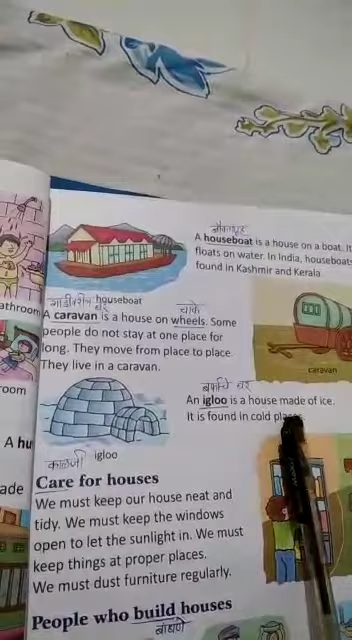 athroom
oom
A hu
ade
A houseboat is a house on a boat. It
floats on water. In India, houseboats
found in Kashmir and Kerala
houseboat
चाके
A caravan is a house on wheels. Some
people do not stay at one place for
long. They move from place to place
They live in a caravan.
caravan
बर्फाचे घर
An igloo is a house made of ice.
It is found in cold places.
igloo
काळजी
Care for houses
We must keep our house neat and
tidy. We must keep the windows
open to let the sunlight in. We must
keep things at proper places.
We must dust furniture regularly.
People who build houses
बांधणे